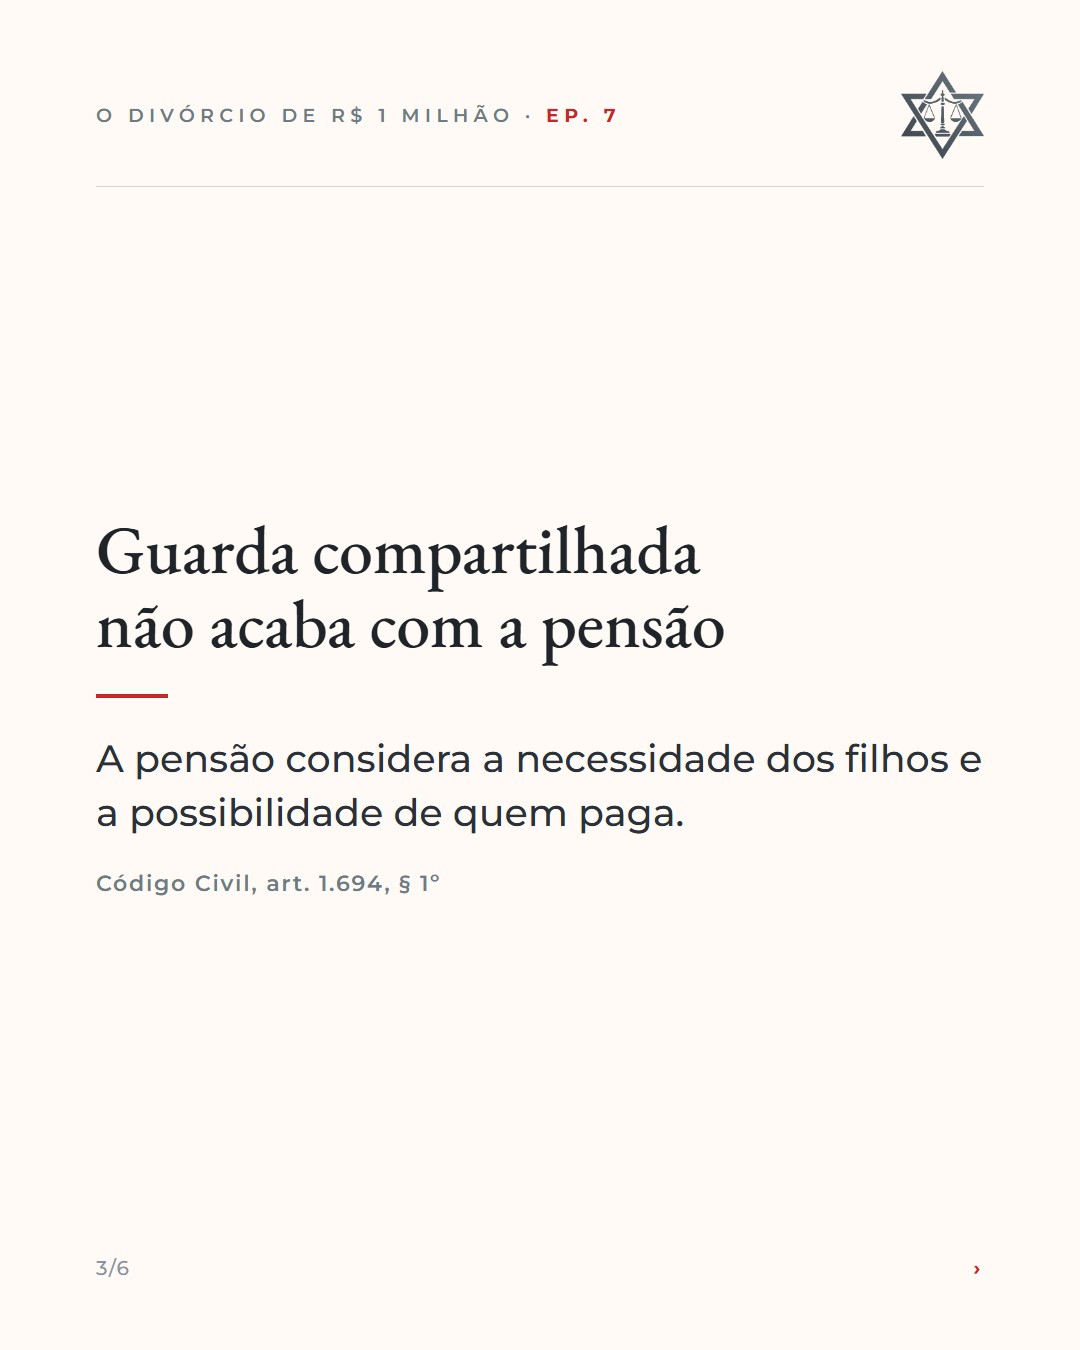 O DIVÓRCIO DE R$ 1 MILHÃO · EP. 7
Guarda compartilhada
não acaba com a pensão
A pensão considera a necessidade dos filhos e
a possibilidade de quem paga.
Código Civil, art. 1.694, § 1º
3/6
›